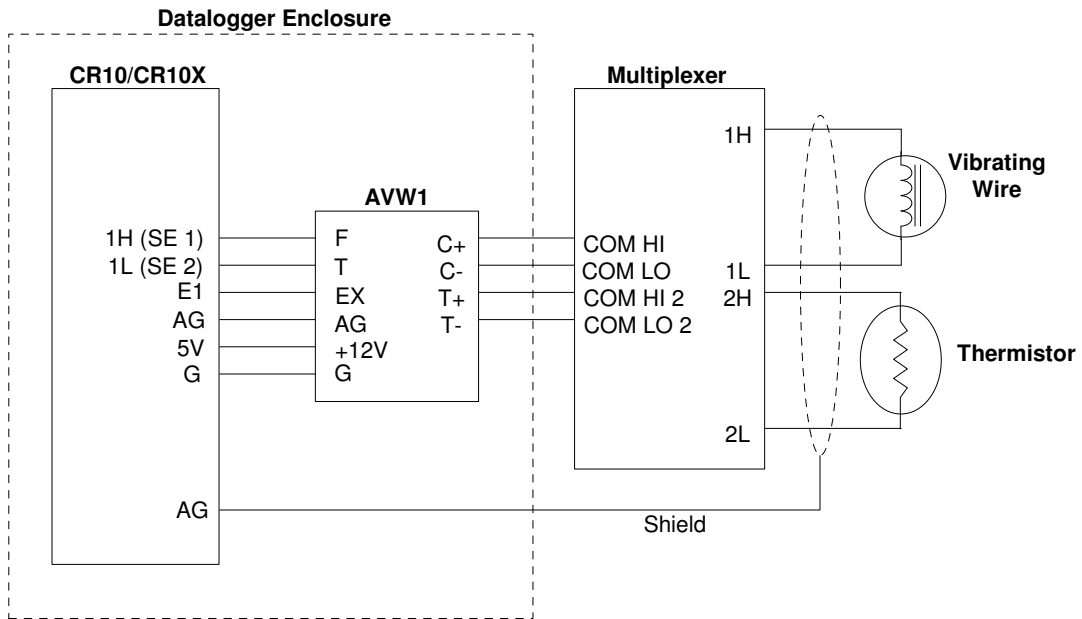 Datalogger Enclosure
CR10/CR10X
1H (SE 1)
1L (SE 2)
E1
AG
5V
G
AG
AVW1
F
T
EX
AG
+12V
G
C+
C-
T+
T-
Multiplexer
COM HI
COM LO
COM HI 2
COM LO 2
1H
1L
2H
2L
Vibrating
Wire
Thermistor
Shield